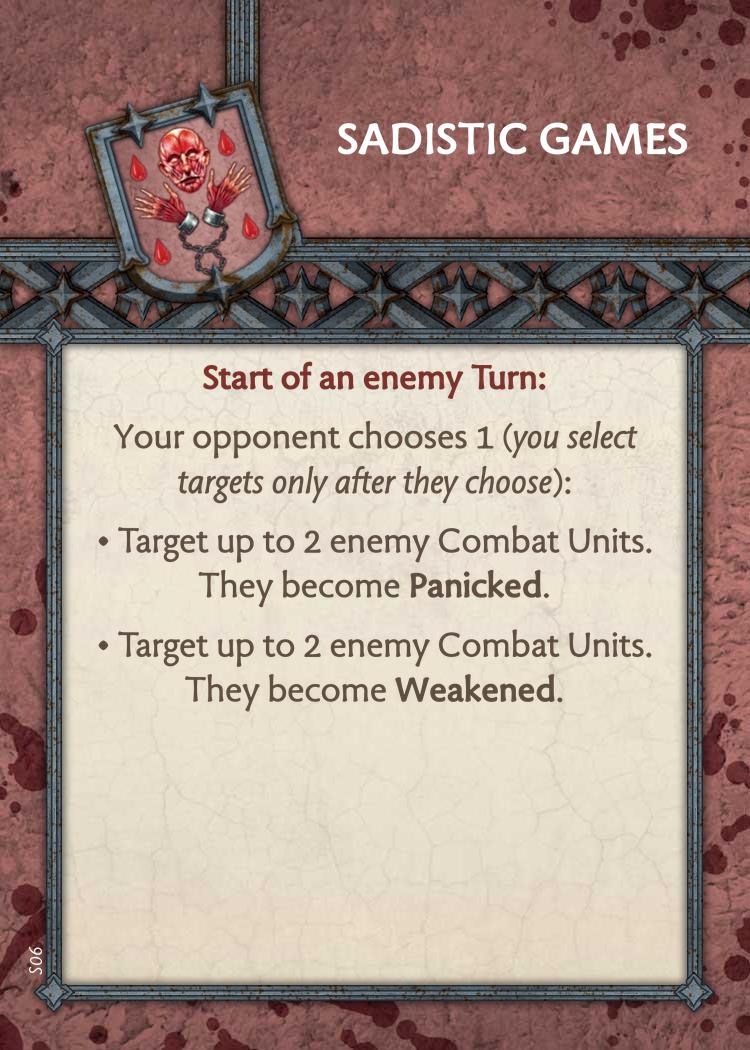 SADISTIC GAMES
Start of an enemy Turn:
Your opponent chooses 1 (you select
targets only after they choose):
• Target up to 2 enemy Combat Units.
They become Panicked.
• Target up to 2 enemy Combat Units.
They become Weakened.
S06